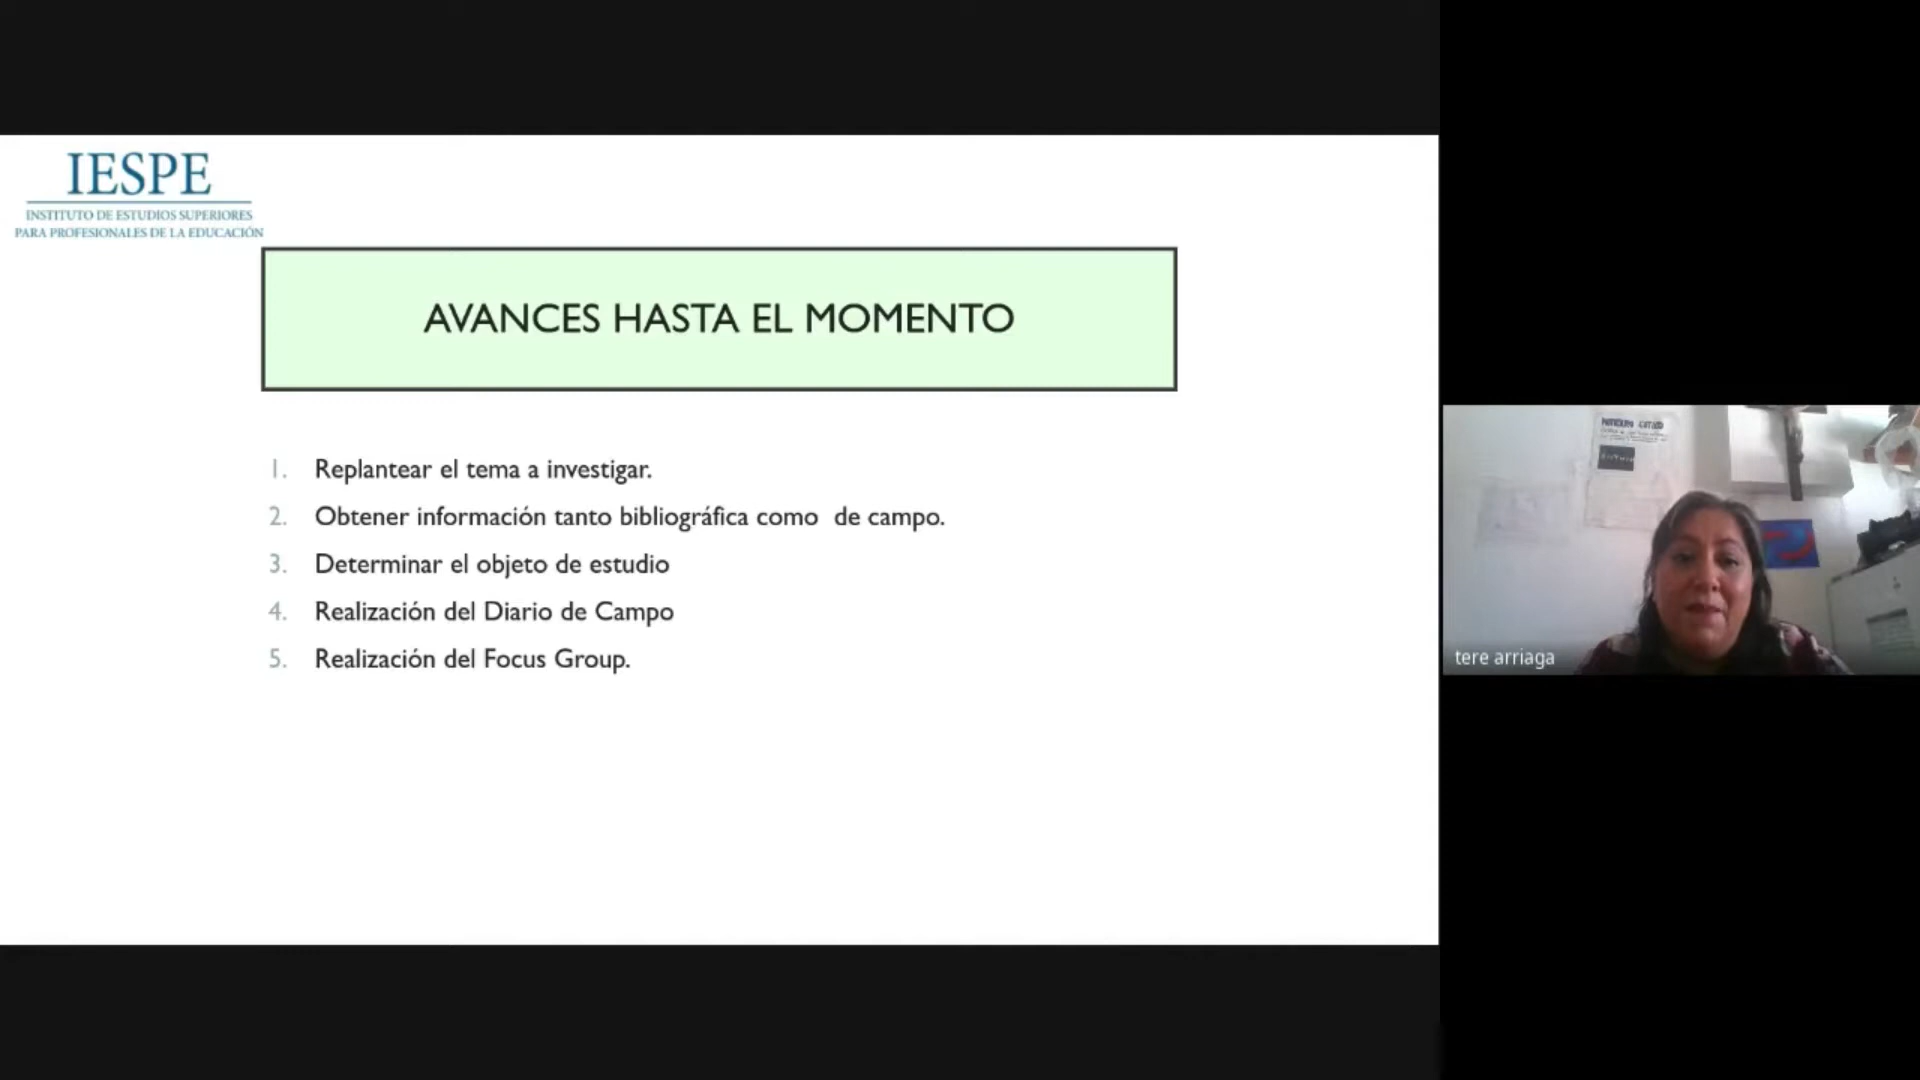 IESPE
INSTITUTO DE ESTUDIOS SUPERIORES
PARA PROFESIONALES DE LA EDUCACIÓN
AVANCES HASTA EL MOMENTO
1. Replantear el tema a investigar.
2. Obtener información tanto bibliográfica como de campo.
3. Determinar el objeto de estudio
4. Realización del Diario de Campo
5. Realización del Focus Group.
tere arriaga